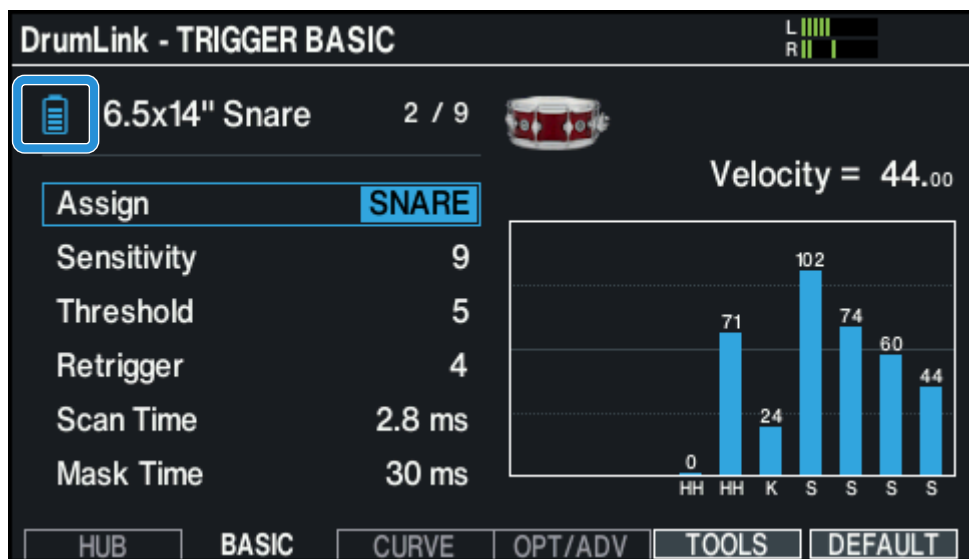 DrumLink - TRIGGER BASIC
L
R
6.5x14" Snare 2 / 9
Velocity = 44.00
Assign SNARE
Sensitivity 9
Threshold 5
Retrigger 4
Scan Time 2.8 ms
Mask Time 30 ms
0 71 24 102 74 60 44
HH HH K S S S S
HUB BASIC CURVE OPT/ADV TOOLS DEFAULT